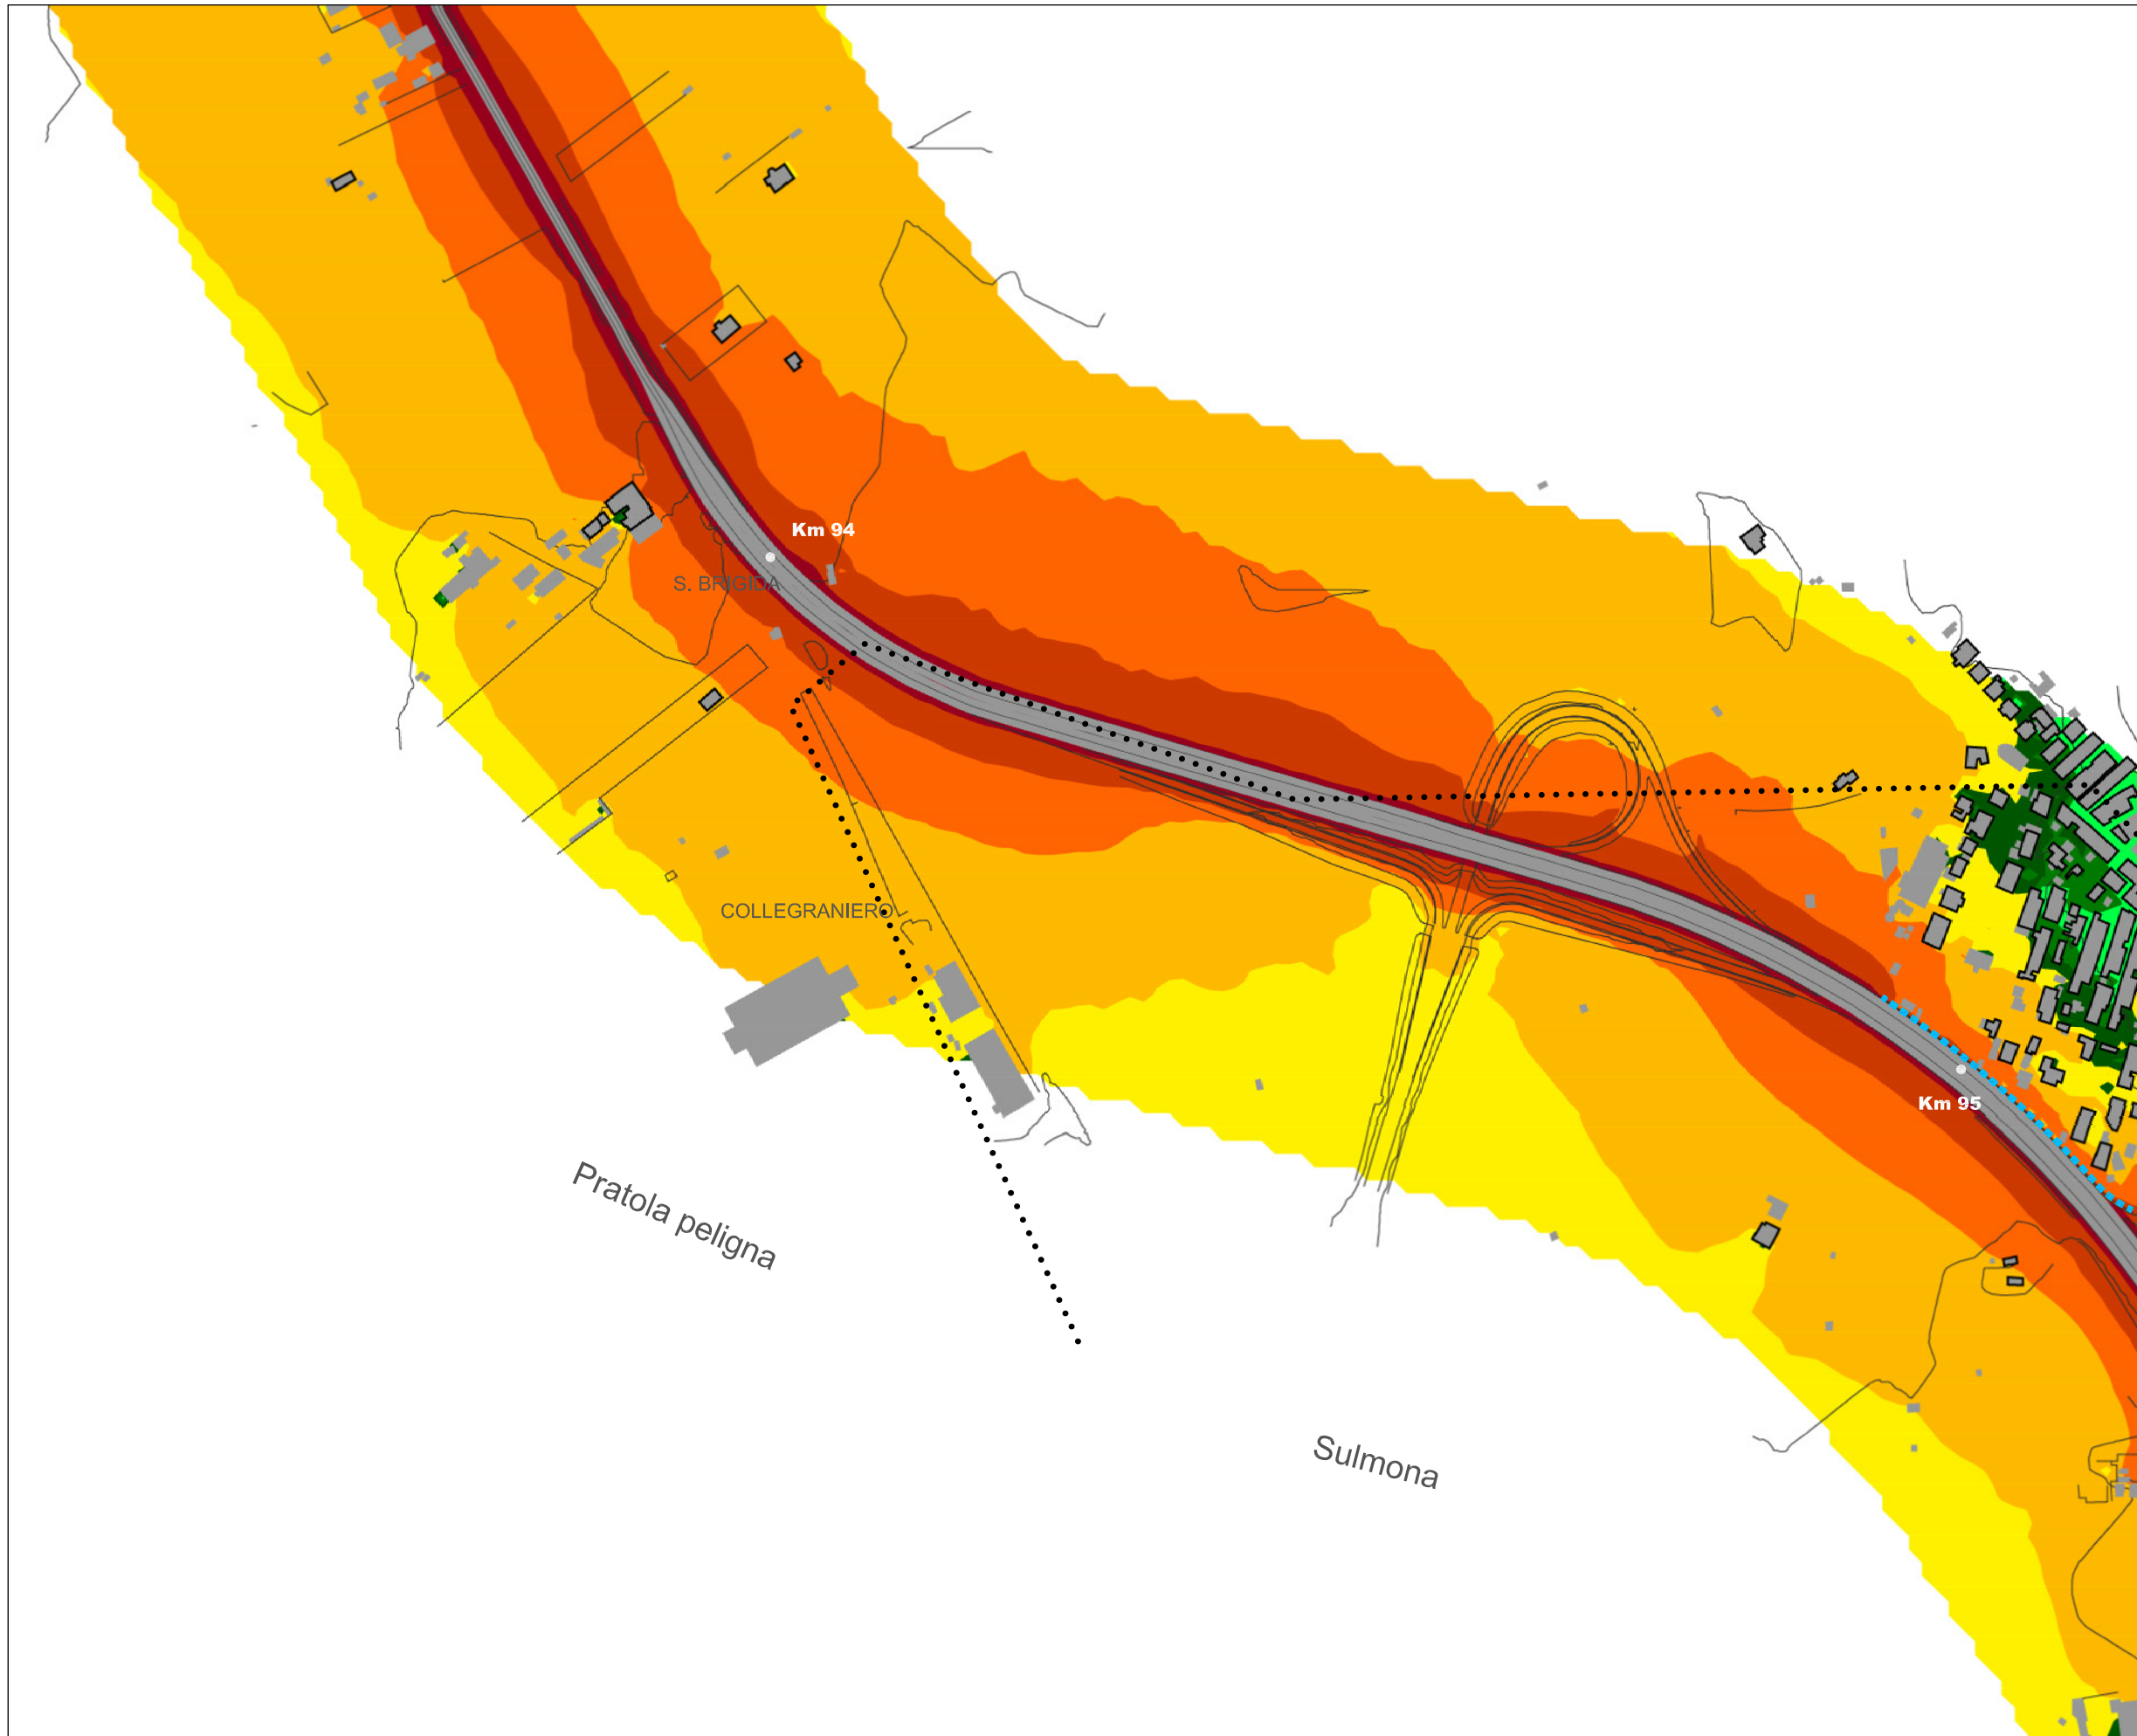 Km 94
S. BRIGIDA
COLLEGRANIERO
Km 95
Pratola peligna
Sulmona